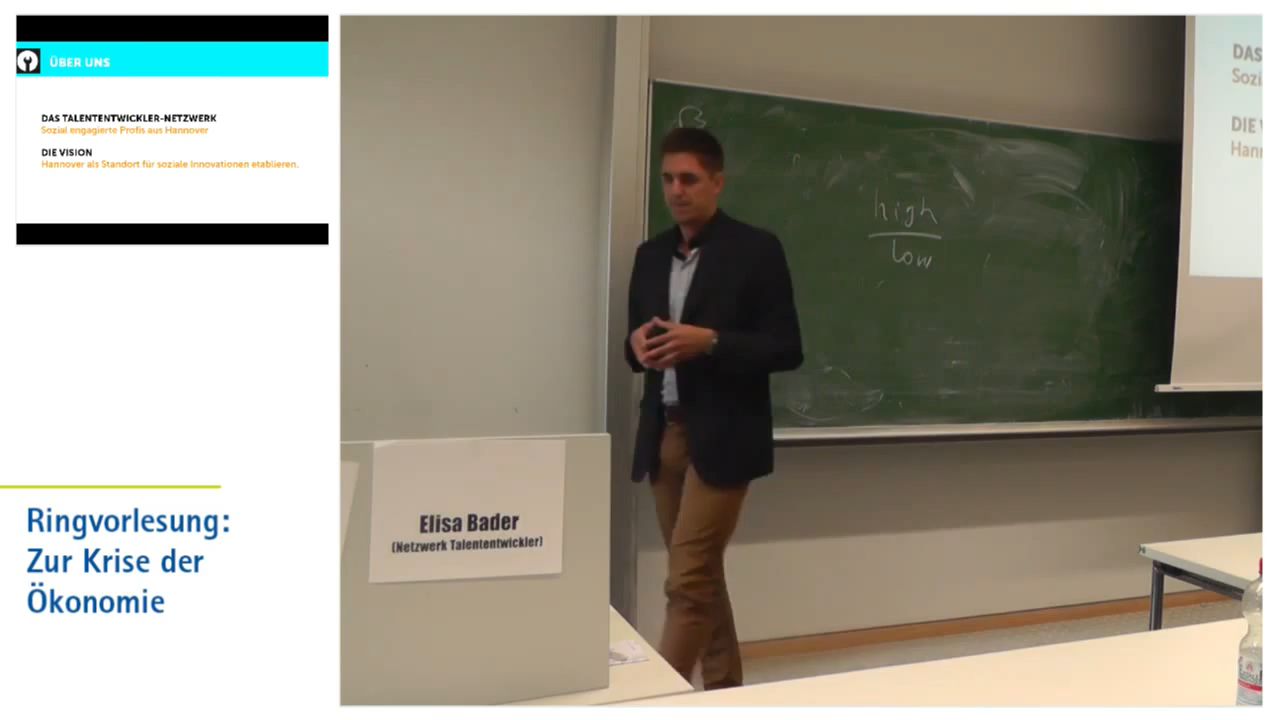 ÜBER UNS
DAS TALENTENTWICKLER-NETZWERK
Sozial engagierte Profis aus Hannover
DIE VISION
Hannover als Standort für soziale Innovationen etablieren.
Ringvorlesung:
Zur Krise der
Ökonomie
high
low
DAS
Sozi
DIE
Hann
Elisa Bader
(Netzwerk Talententwickler)